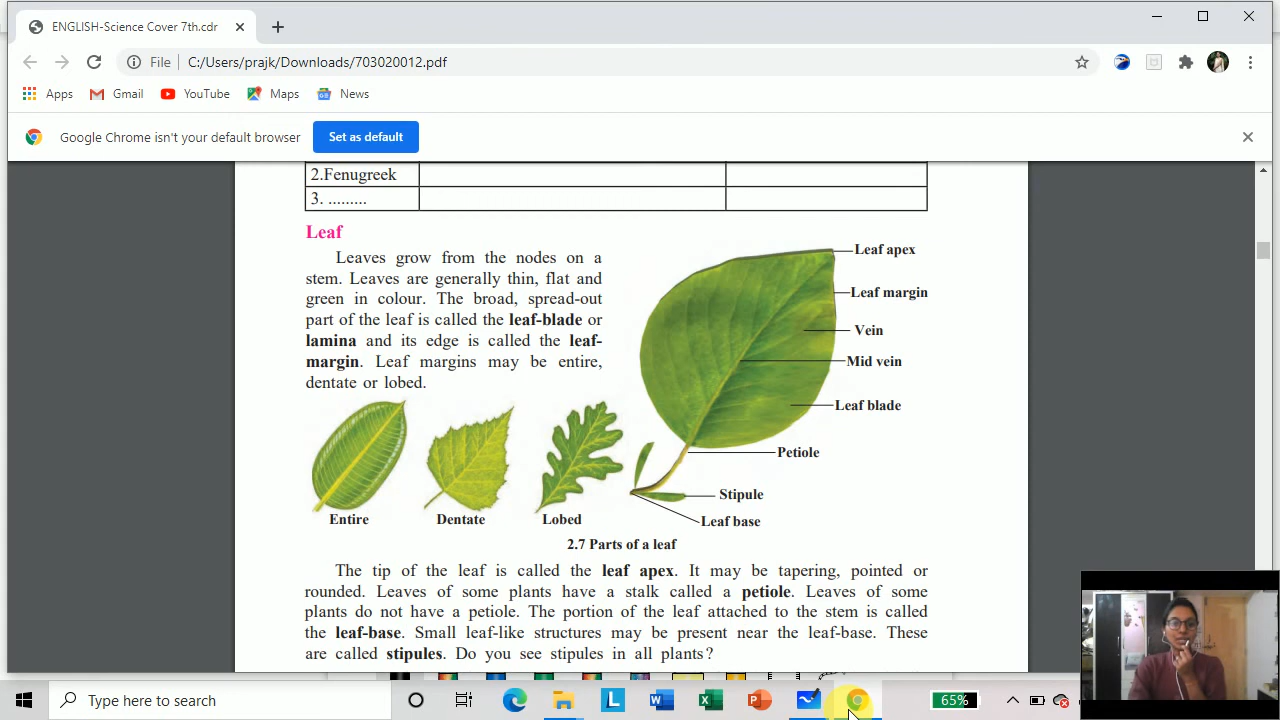 ENGLISH-Science Cover 7th.cdr
File
C:/Users/prajk/Downloads/703020012.pdf
Apps
Gmail
YouTube
Maps
News
Google Chrome isn't your default browser
Set as default
2.Fenugreek
3. .........
Leaf
Leaves grow from the nodes on a
stem. Leaves are generally thin, flat and
green in colour. The broad, spread-out
part of the leaf is called the leaf-blade or
lamina and its edge is called the leaf-
margin. Leaf margins may be entire,
dentate or lobed.
Leaf apex
Leaf margin
Vein
Mid vein
Leaf blade
Petiole
Stipule
Leaf base
Entire
Dentate
Lobed
2.7 Parts of a leaf
The tip of the leaf is called the leaf apex. It may be tapering, pointed or
rounded. Leaves of some plants have a stalk called a petiole. Leaves of some
plants do not have a petiole. The portion of the leaf attached to the stem is called
the leaf-base. Small leaf-like structures may be present near the leaf-base. These
are called stipules. Do you see stipules in all plants ?
Type here to search
65%